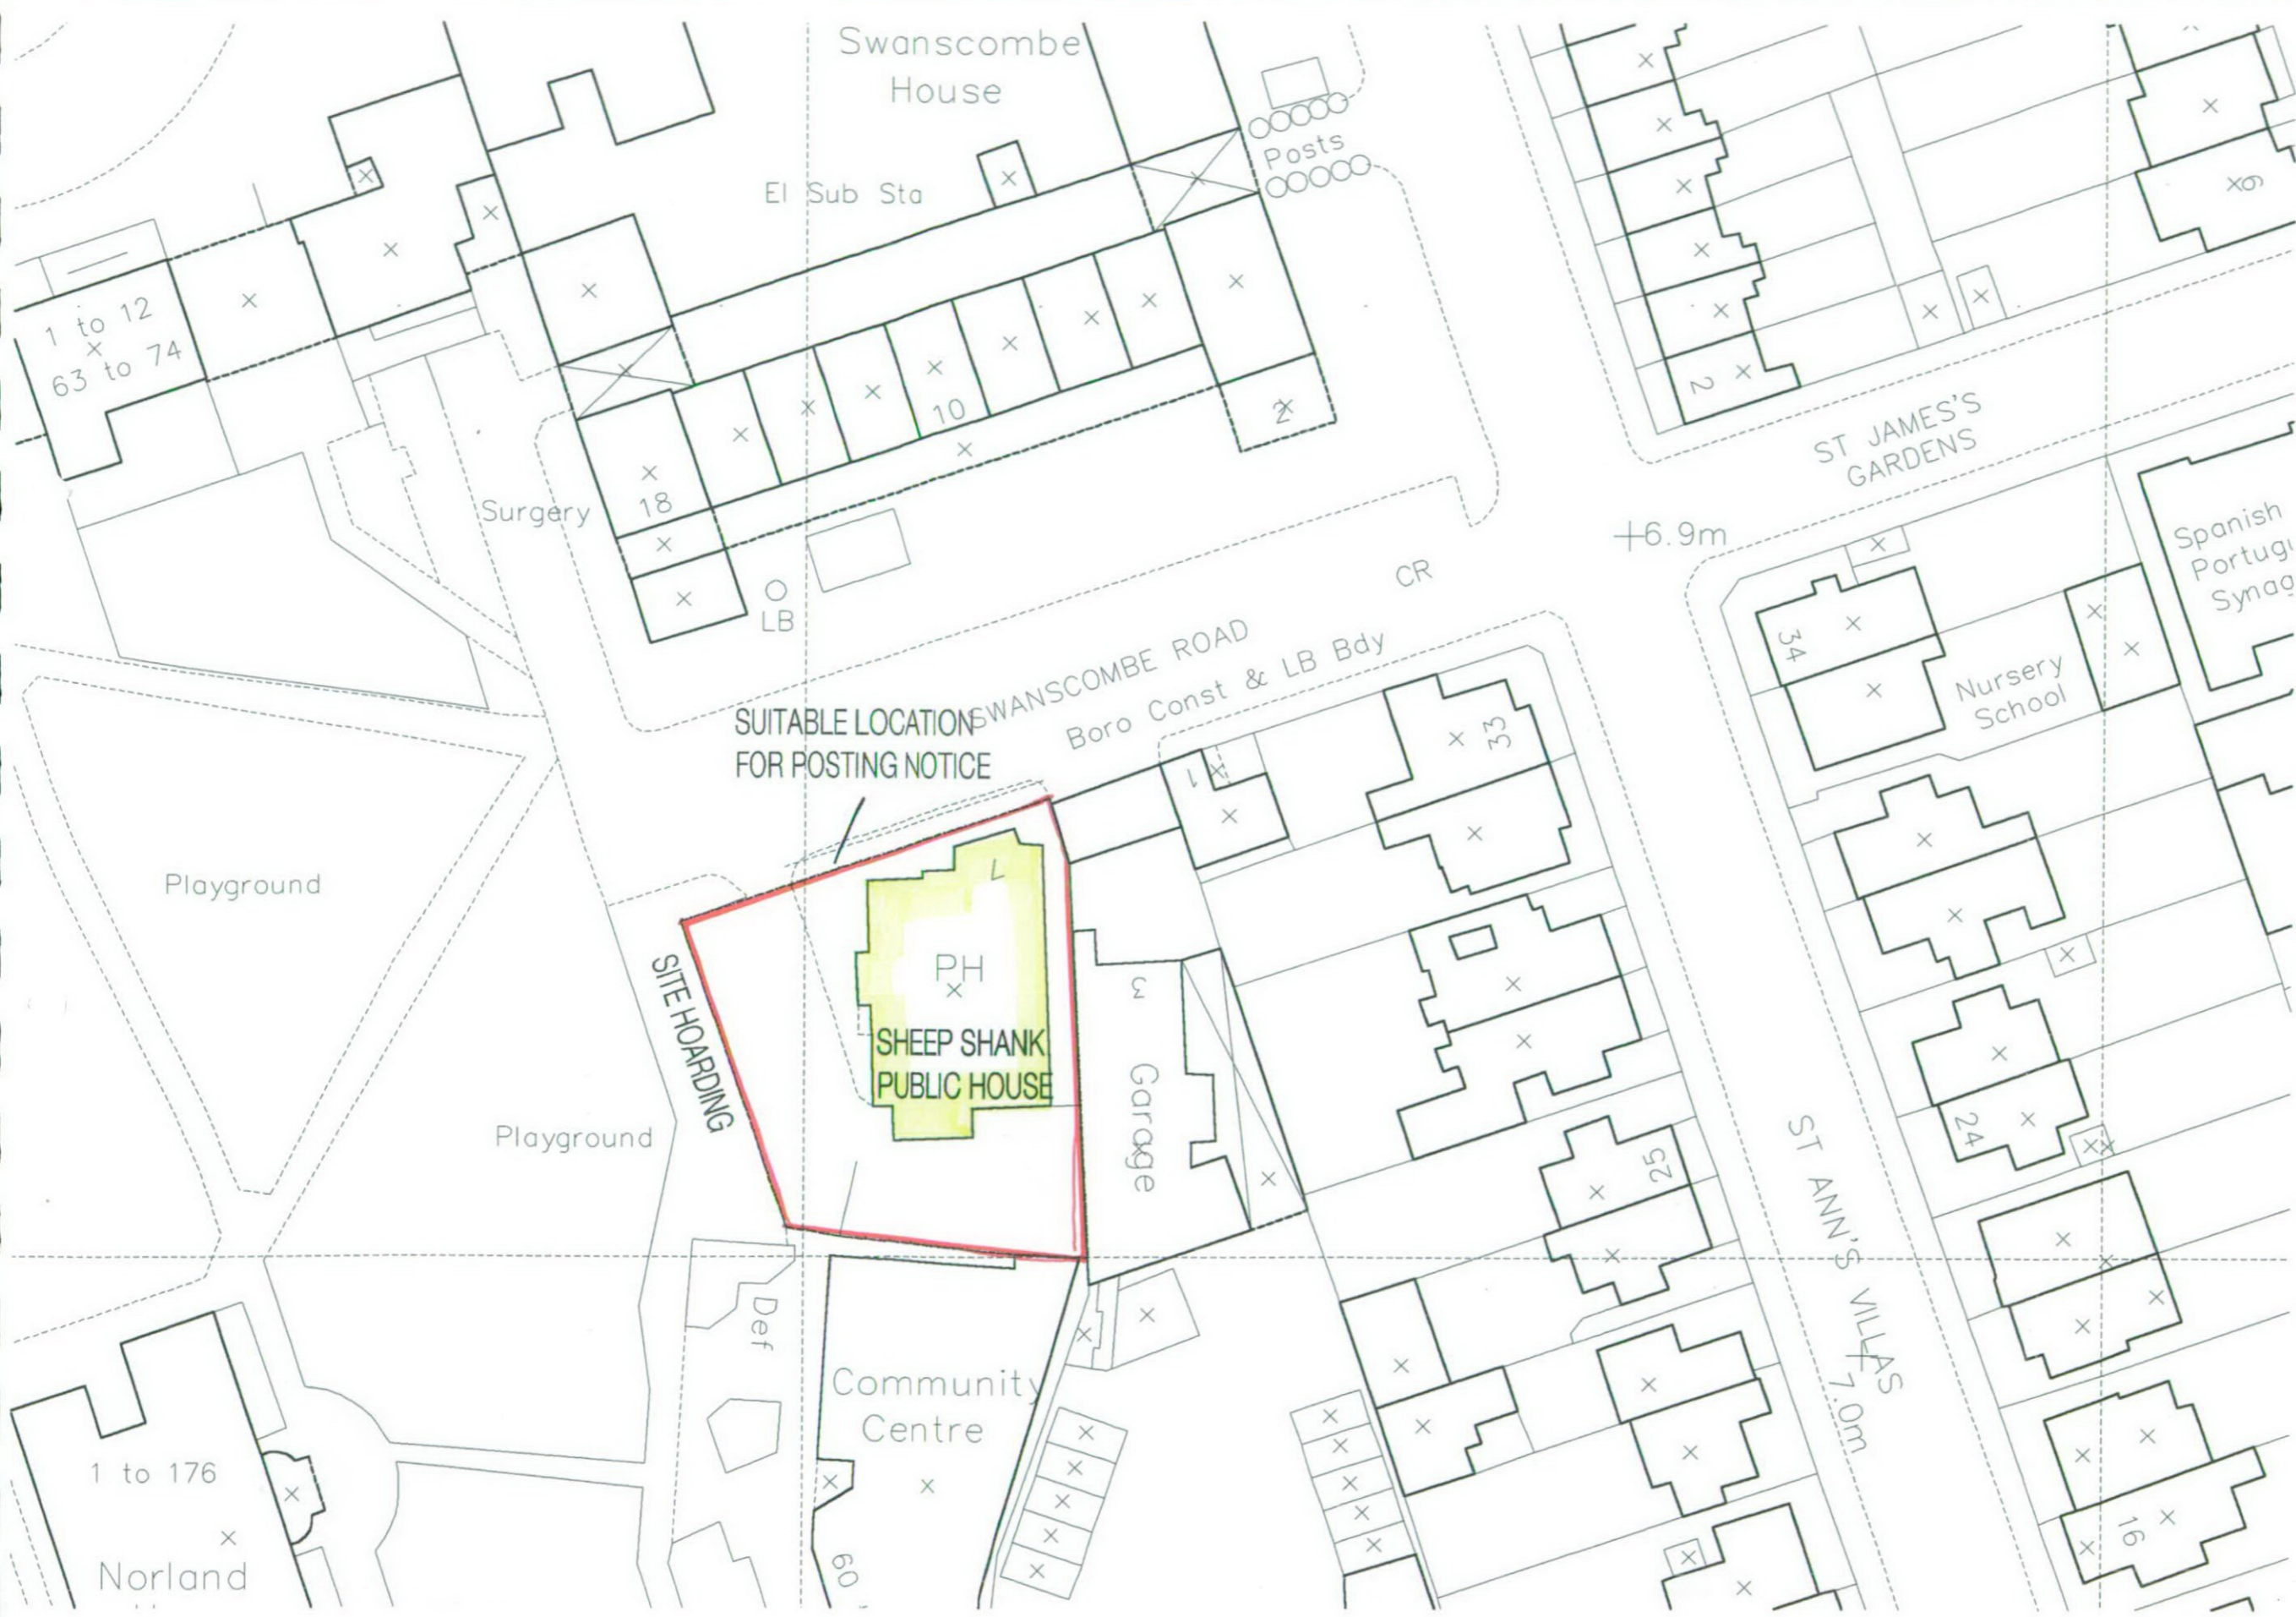 Swanscombe
House
Posts
El Sub Sta
6
1 to 12
63 to 74
10
2
2
18
Surgery
ST JAMES'S
GARDENS
+6.9m
Spanish
LB
CR
SWANSCOMBE ROAD
Boro Const & LB Bdy
34
Nursery
School
SUITABLE LOCATION
FOR POSTING NOTICE
33
1
Playground
7
PH
SITE HOARDING
SHEEP SHANK
PUBLIC HOUSE
3
Garage
Playground
25
24
ST ANN'S VILLAS
7.0m
Def
Community
Centre
1 to 176
Norland
60
16